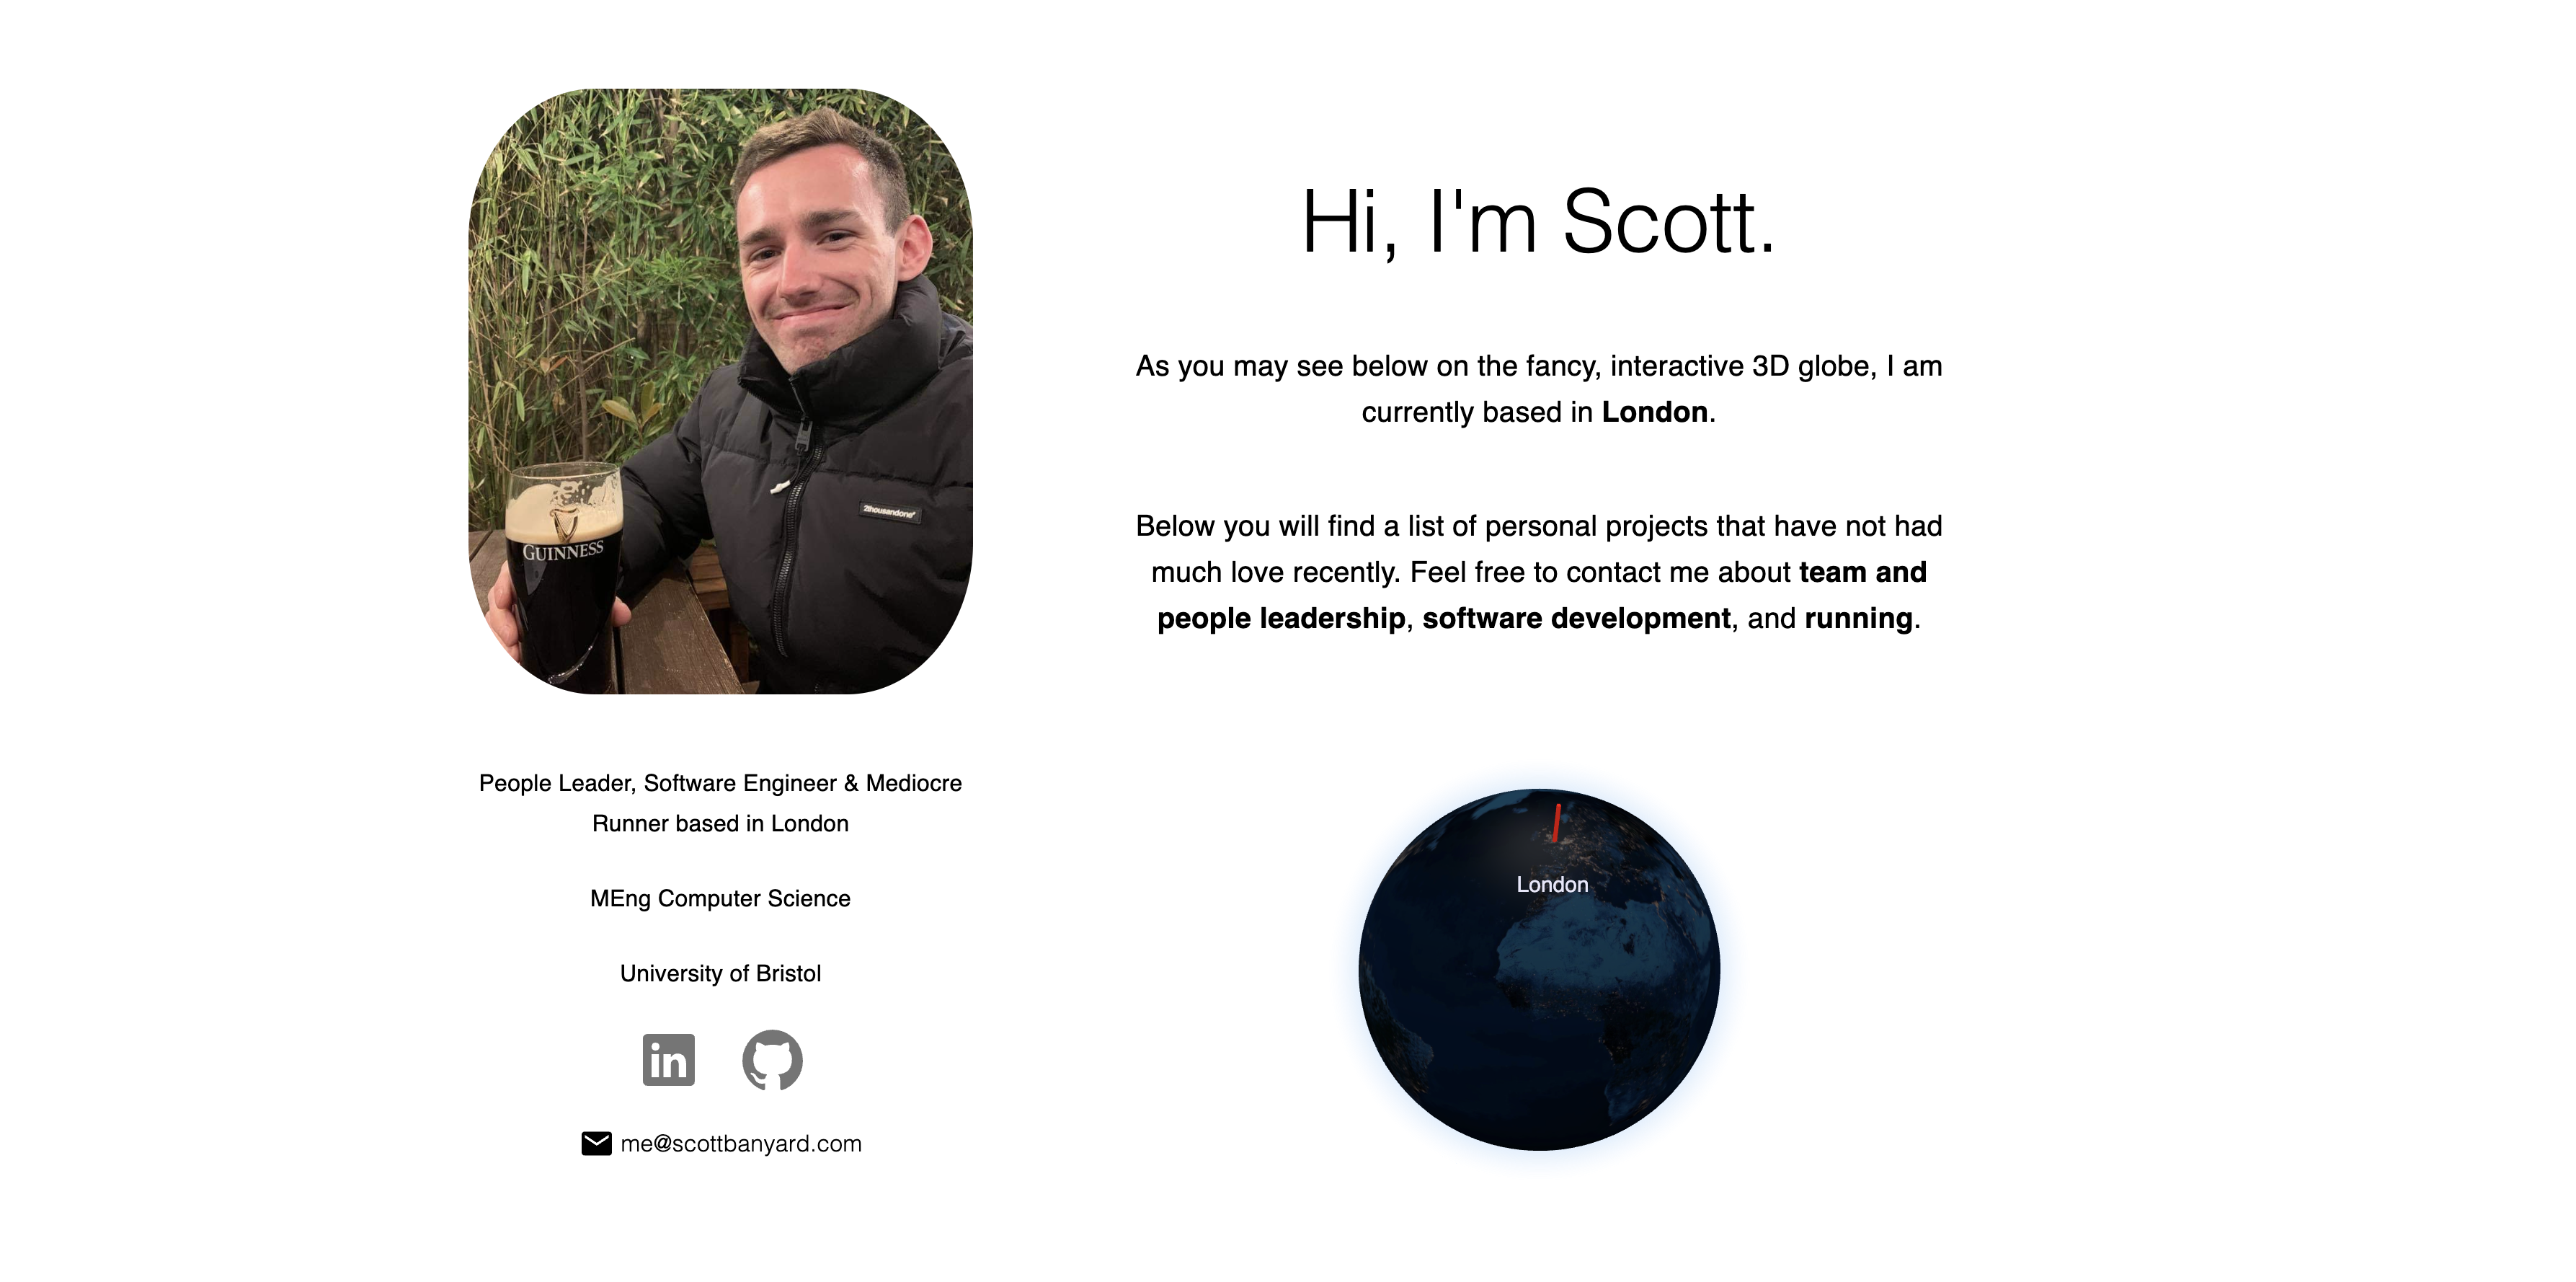 Hi, I'm Scott.
As you may see below on the fancy, interactive 3D globe, I am
currently based in London.
Below you will find a list of personal projects that have not had
much love recently. Feel free to contact me about team and
people leadership, software development, and running.
GUINNESS
2thousandone
People Leader, Software Engineer & Mediocre
Runner based in London
MEng Computer Science
University of Bristol
in
me@scottbanyard.com
London